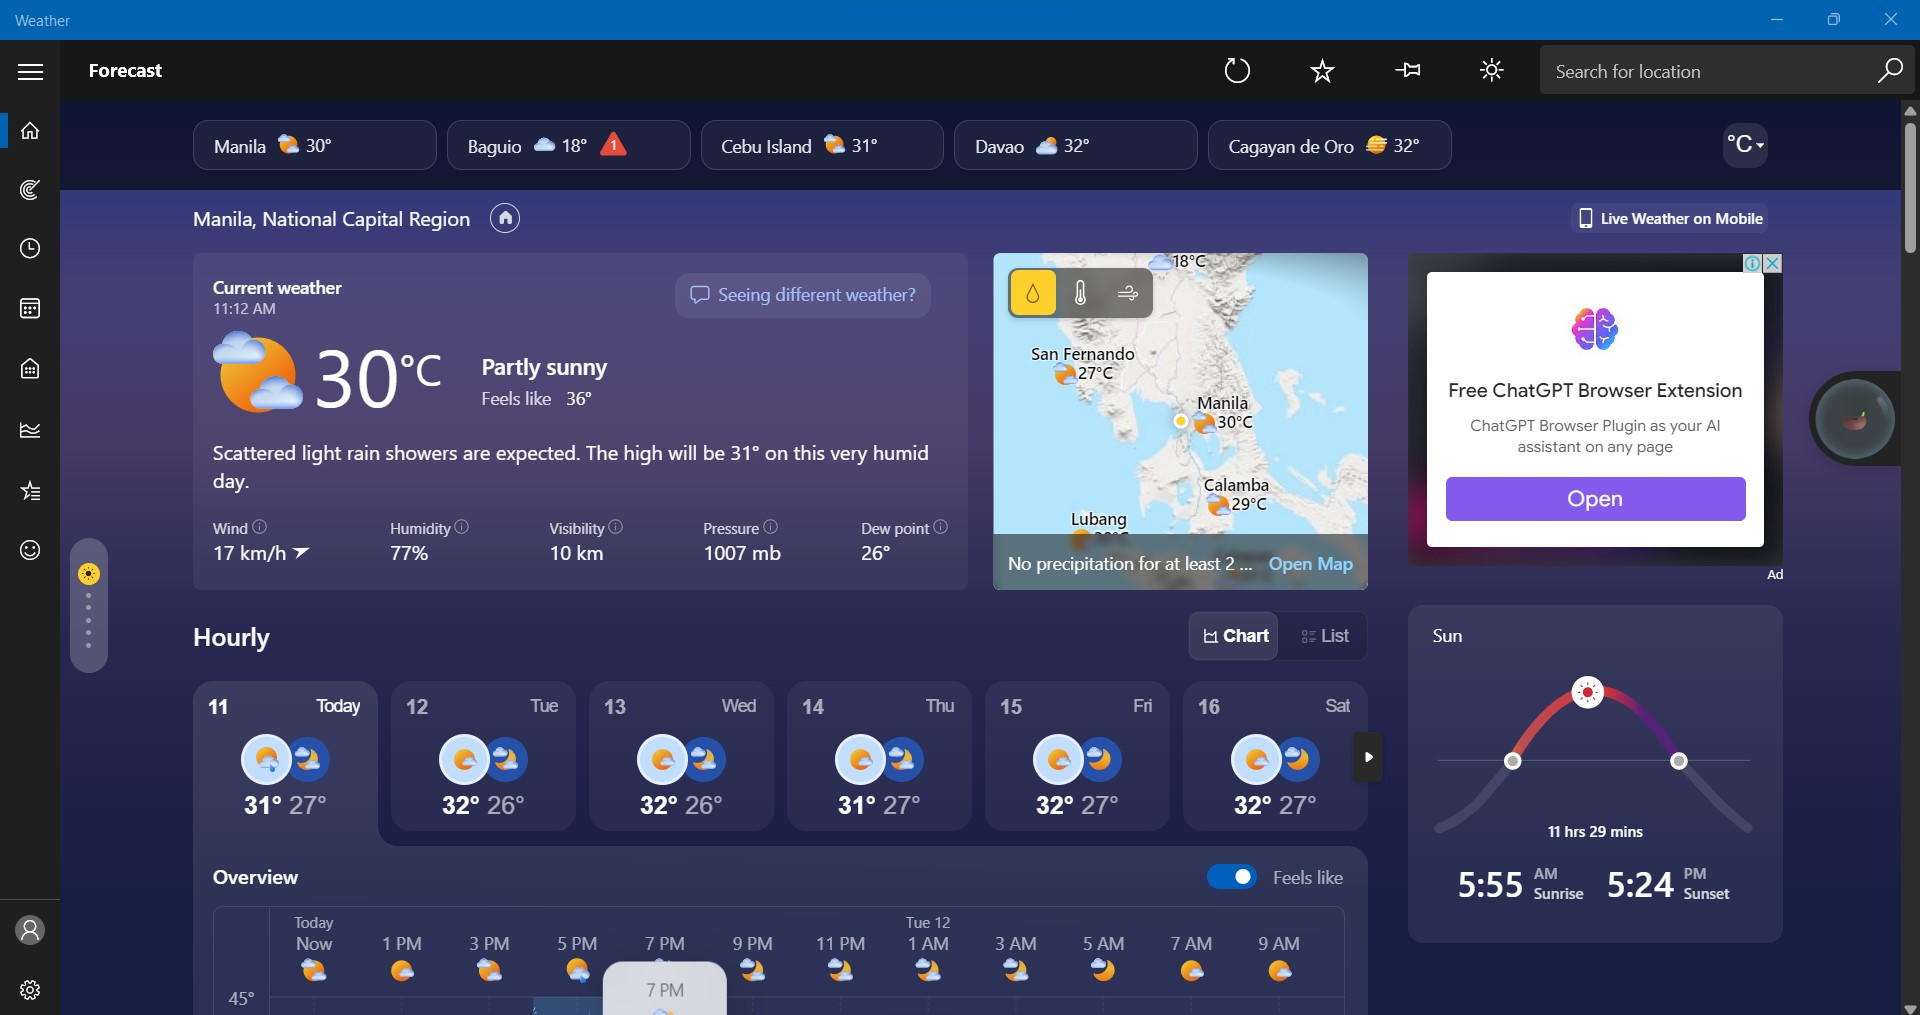 Weather
Forecast
Search for location
Manila 30°
Baguio 18° 1
Cebu Island 31°
Davao 32°
Cagayan de Oro 32°
°C
Manila, National Capital Region
Live Weather on Mobile
Current weather
11:12 AM
Seeing different weather?
30°C
Partly sunny
Feels like 36°
Scattered light rain showers are expected. The high will be 31° on this very humid
day.
Wind
17 km/h
Humidity
77%
Visibility
10 km
Pressure
1007 mb
Dew point
26°
18°C
San Fernando
27°C
Manila
30°C
Calamba
29°C
Lubang
No precipitation for at least 2 ... Open Map
Free ChatGPT Browser Extension
ChatGPT Browser Plugin as your AI
assistant on any page
Open
Ad
Hourly
Chart
List
11 Today
31° 27°
12 Tue
32° 26°
13 Wed
32° 26°
14 Thu
31° 27°
15 Fri
32° 27°
16 Sat
32° 27°
Sun
11 hrs 29 mins
5:55 AM Sunrise
5:24 PM Sunset
Overview
Feels like
Today Tue 12
Now 1 PM 3 PM 5 PM 7 PM 9 PM 11 PM 1 AM 3 AM 5 AM 7 AM 9 AM
7 PM
45°